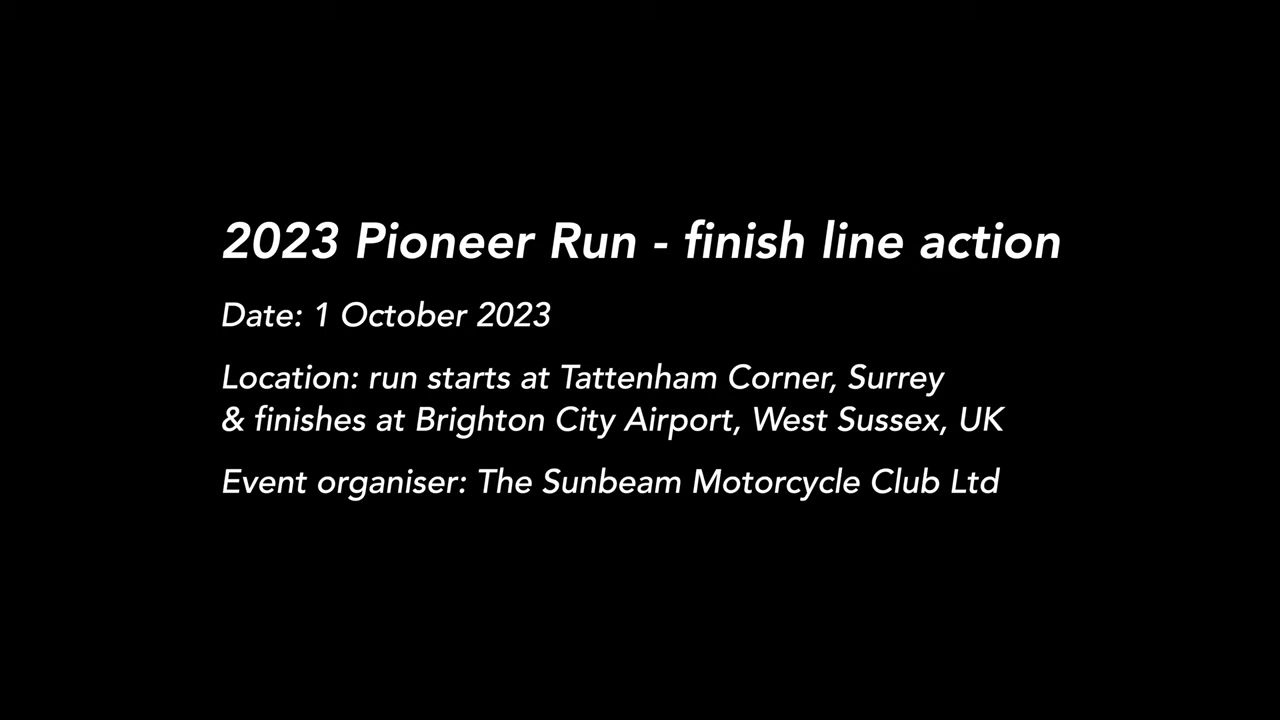 2023 Pioneer Run - finish line action
Date: 1 October 2023
Location: run starts at Tattenham Corner, Surrey
& finishes at Brighton City Airport, West Sussex, UK
Event organiser: The Sunbeam Motorcycle Club Ltd